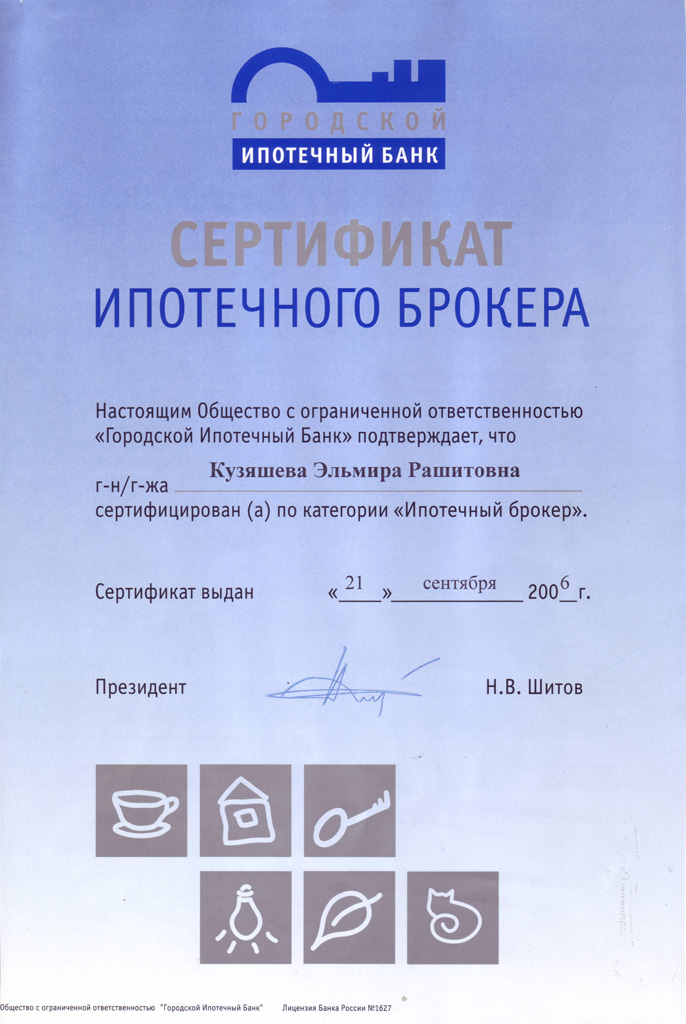 ГОРОДСКОЙ
ИПОТЕЧНЫЙ БАНК
СЕРТИФИКАТ
ИПОТЕЧНОГО БРОКЕРА
Настоящим Общество с ограниченной ответственностью
«Городской Ипотечный Банк» подтверждает, что
г-н/г-жа Кузяшева Эльмира Рашитовна
сертифицирован (а) по категории «Ипотечный брокер».
Сертификат выдан «21» сентября 2006 г.
Президент Н.В. Шитов
Общество с ограниченной ответственностью "Городской Ипотечный Банк" Лицензия Банка России №1627